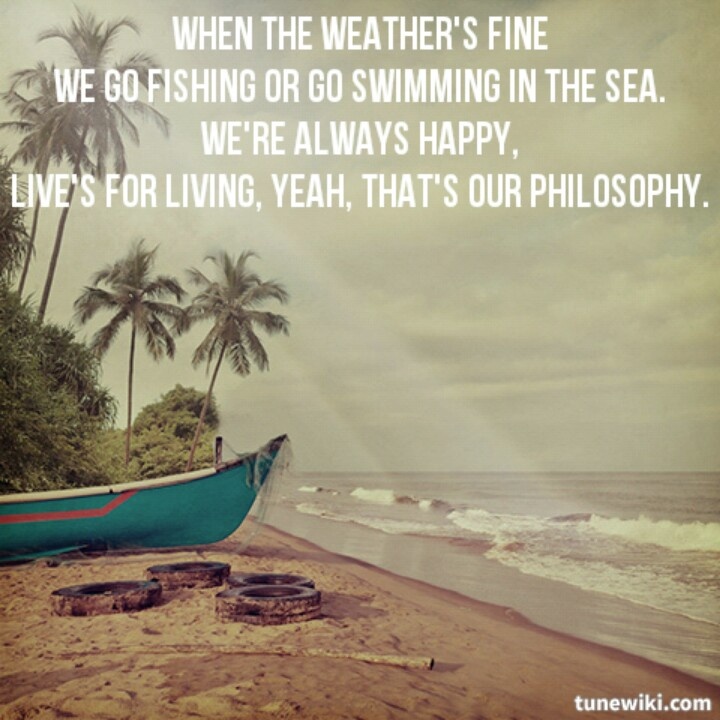 WHEN THE WEATHER'S FINE
WE GO FISHING OR GO SWIMMING IN THE SEA.
WE'RE ALWAYS HAPPY,
LIVE'S FOR LIVING, YEAH, THAT'S OUR PHILOSOPHY.
tunewiki.com